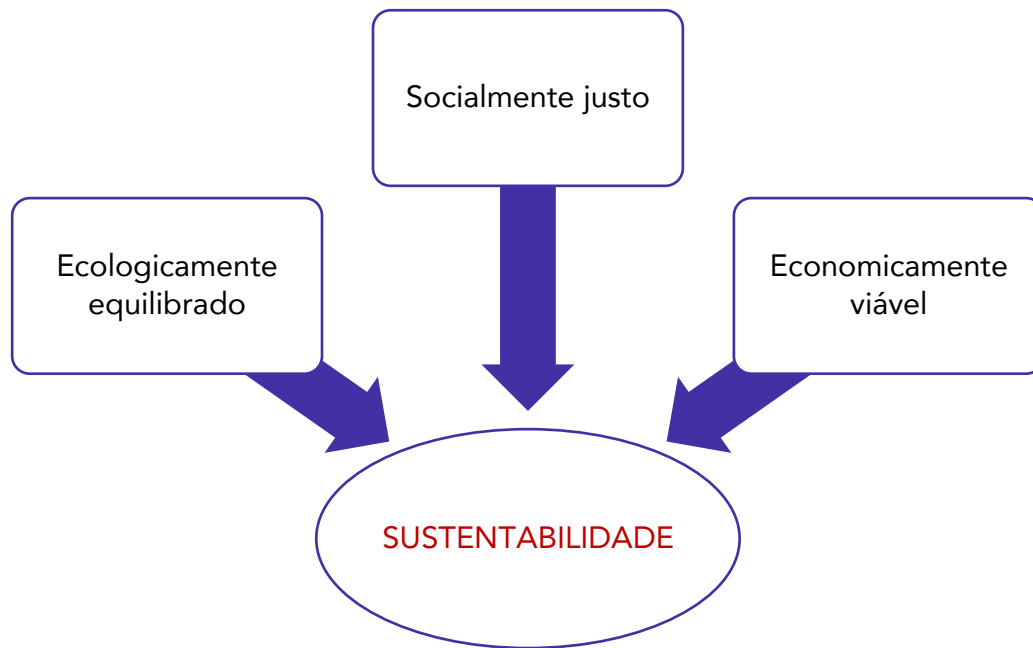 Socialmente justo
Ecologicamente
equilibrado
Economicamente
viável
SUSTENTABILIDADE